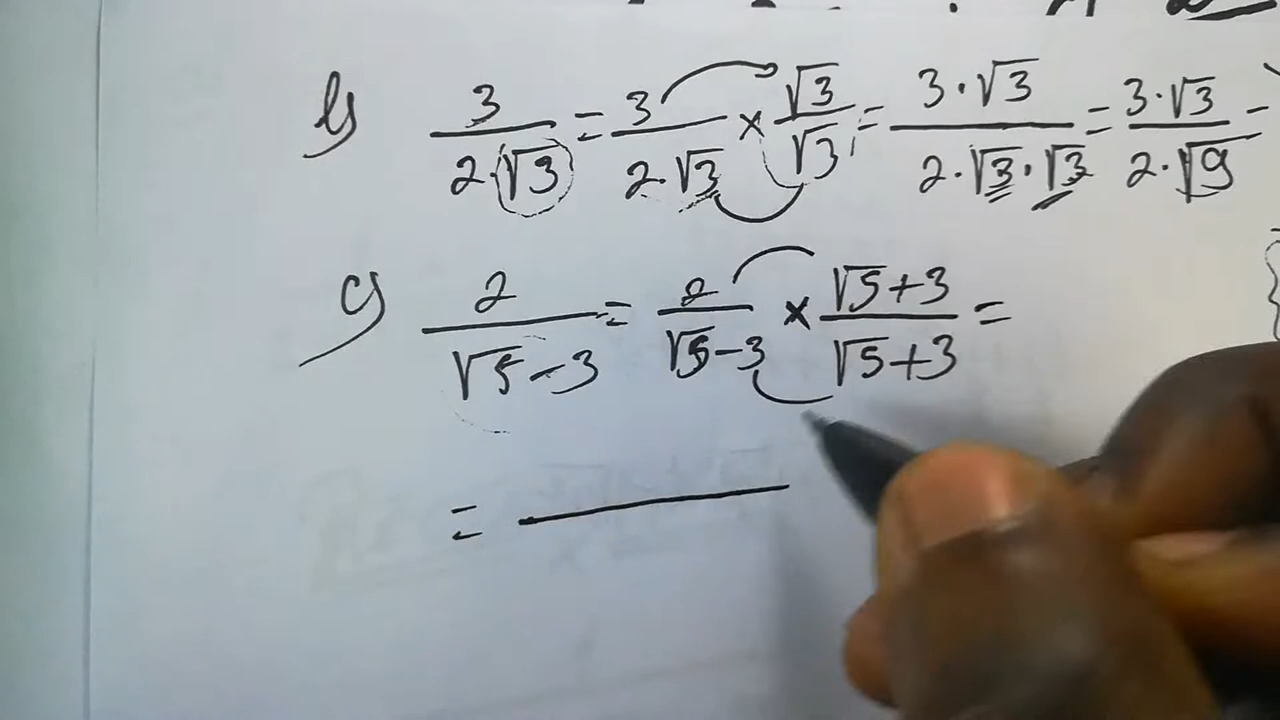 b) 3/(2·√3) = 3/(2·√3) × √3/√3 = (3·√3)/(2·√3·√3) = (3·√3)/(2·√9) =
c) 2/(√5-3) = 2/(√5-3) × (√5+3)/(√5+3) =
=